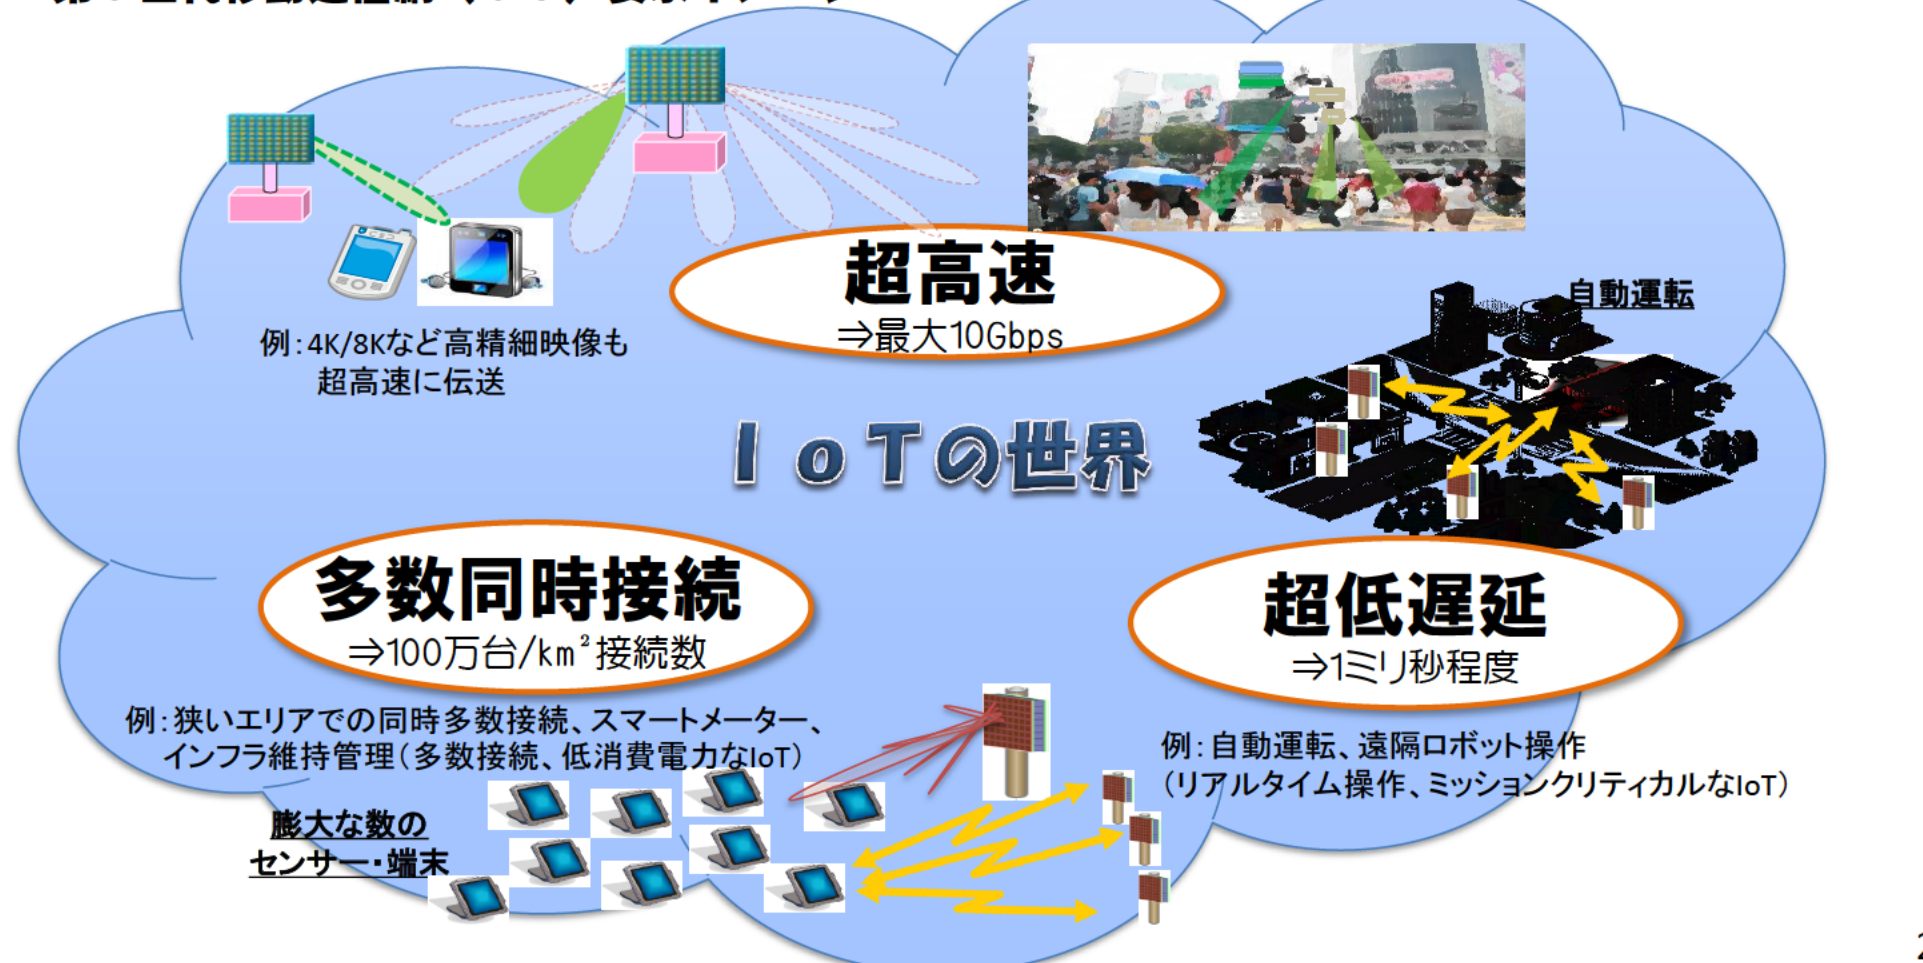 超高速
⇒最大10Gbps
自動運転
例：4K/8Kなど高精細映像も
超高速に伝送
IoTの世界
多数同時接続
⇒100万台/km²接続数
超低遅延
⇒1ミリ秒程度
例：狭いエリアでの同時多数接続、スマートメーター、
インフラ維持管理（多数接続、低消費電力なIoT）
例：自動運転、遠隔ロボット操作
（リアルタイム操作、ミッションクリティカルなIoT）
膨大な数の
センサー・端末